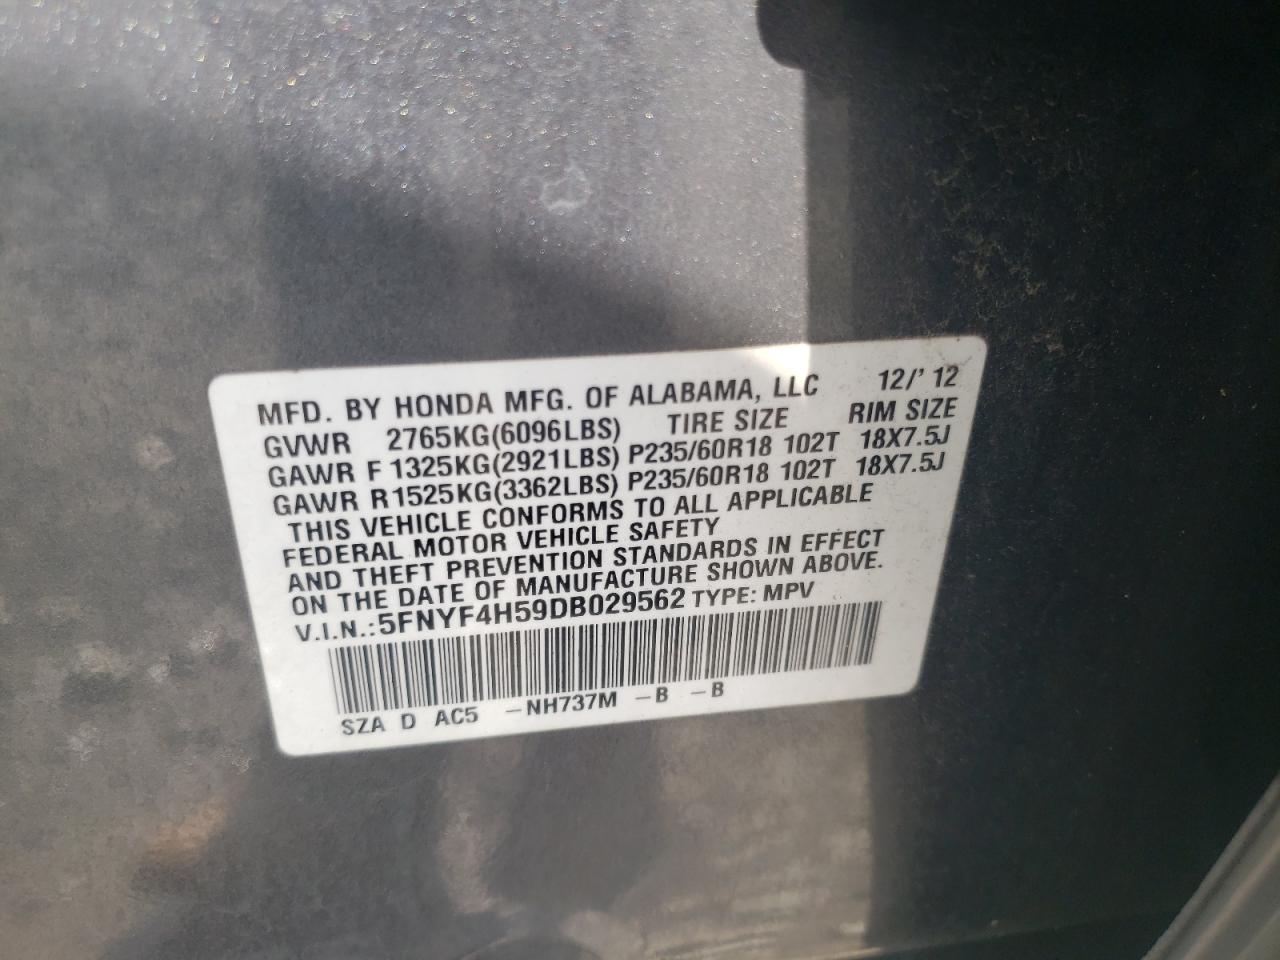 MFD. BY HONDA MFG. OF ALABAMA, LLC 12/' 12
GVWR 2765KG(6096LBS) TIRE SIZE RIM SIZE
GAWR F 1325KG(2921LBS) P235/60R18 102T 18X7.5J
GAWR R 1525KG(3362LBS) P235/60R18 102T 18X7.5J
THIS VEHICLE CONFORMS TO ALL APPLICABLE
FEDERAL MOTOR VEHICLE SAFETY
AND THEFT PREVENTION STANDARDS IN EFFECT
ON THE DATE OF MANUFACTURE SHOWN ABOVE.
V.I.N.:5FNYF4H59DB029562 TYPE: MPV
SZA D AC5 -NH737M -B -B